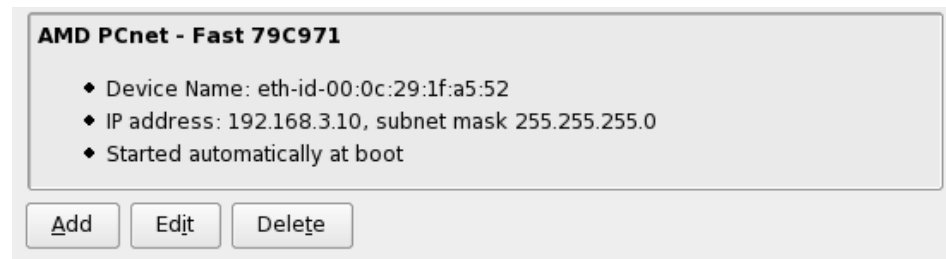 AMD PCnet - Fast 79C971
◆ Device Name: eth-id-00:0c:29:1f:a5:52
◆ IP address: 192.168.3.10, subnet mask 255.255.255.0
◆ Started automatically at boot
Add Edit Delete